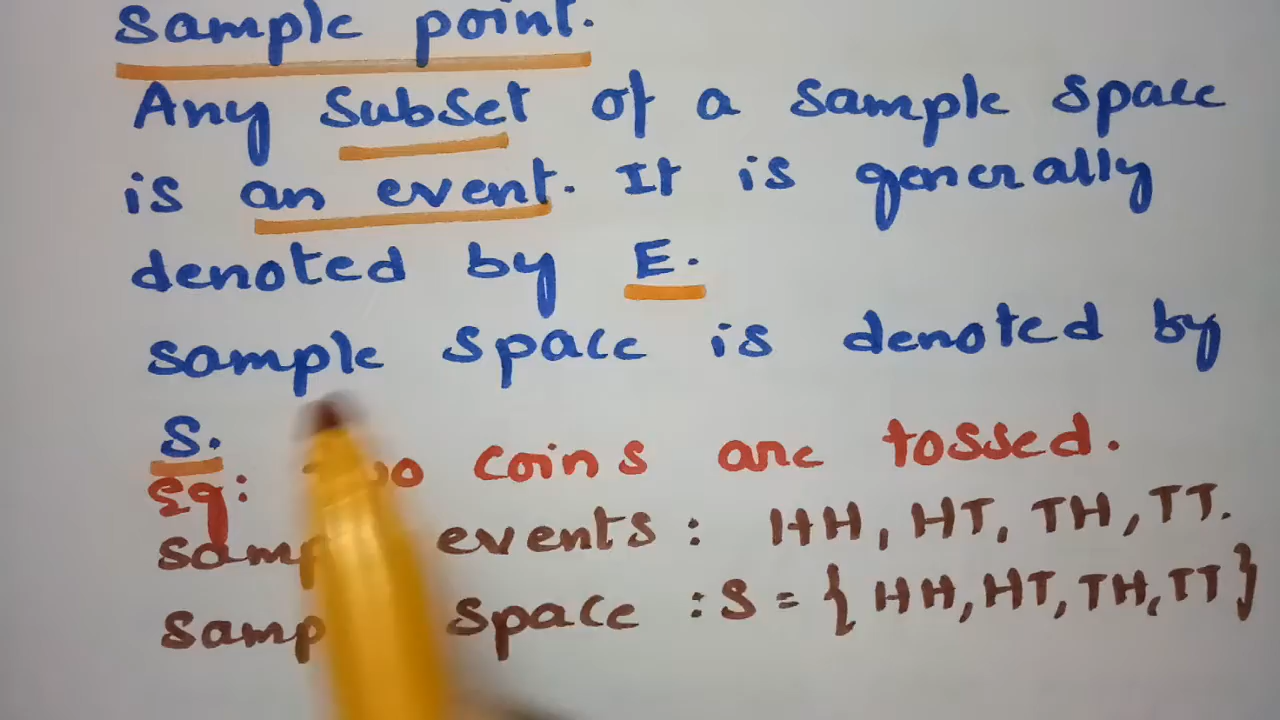 Sample point.
Any subset of a sample space
is an event. It is generally
denoted by E.
sample space is denoted by
S.
Eg: coins are tossed.
events : HH, HT, TH, TT.
space : S = { HH, HT, TH, TT }